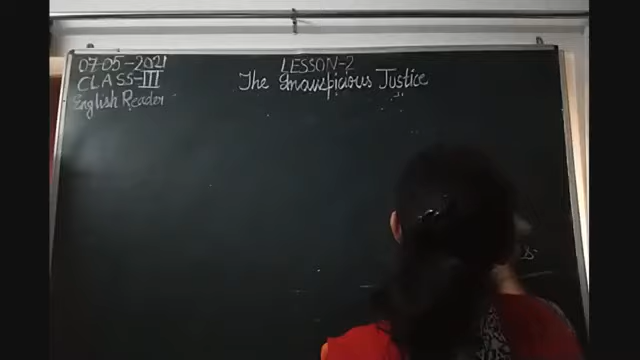 07-05-2021
CLASS-III
English Reader
LESSON-2
The Inauspicious Justice